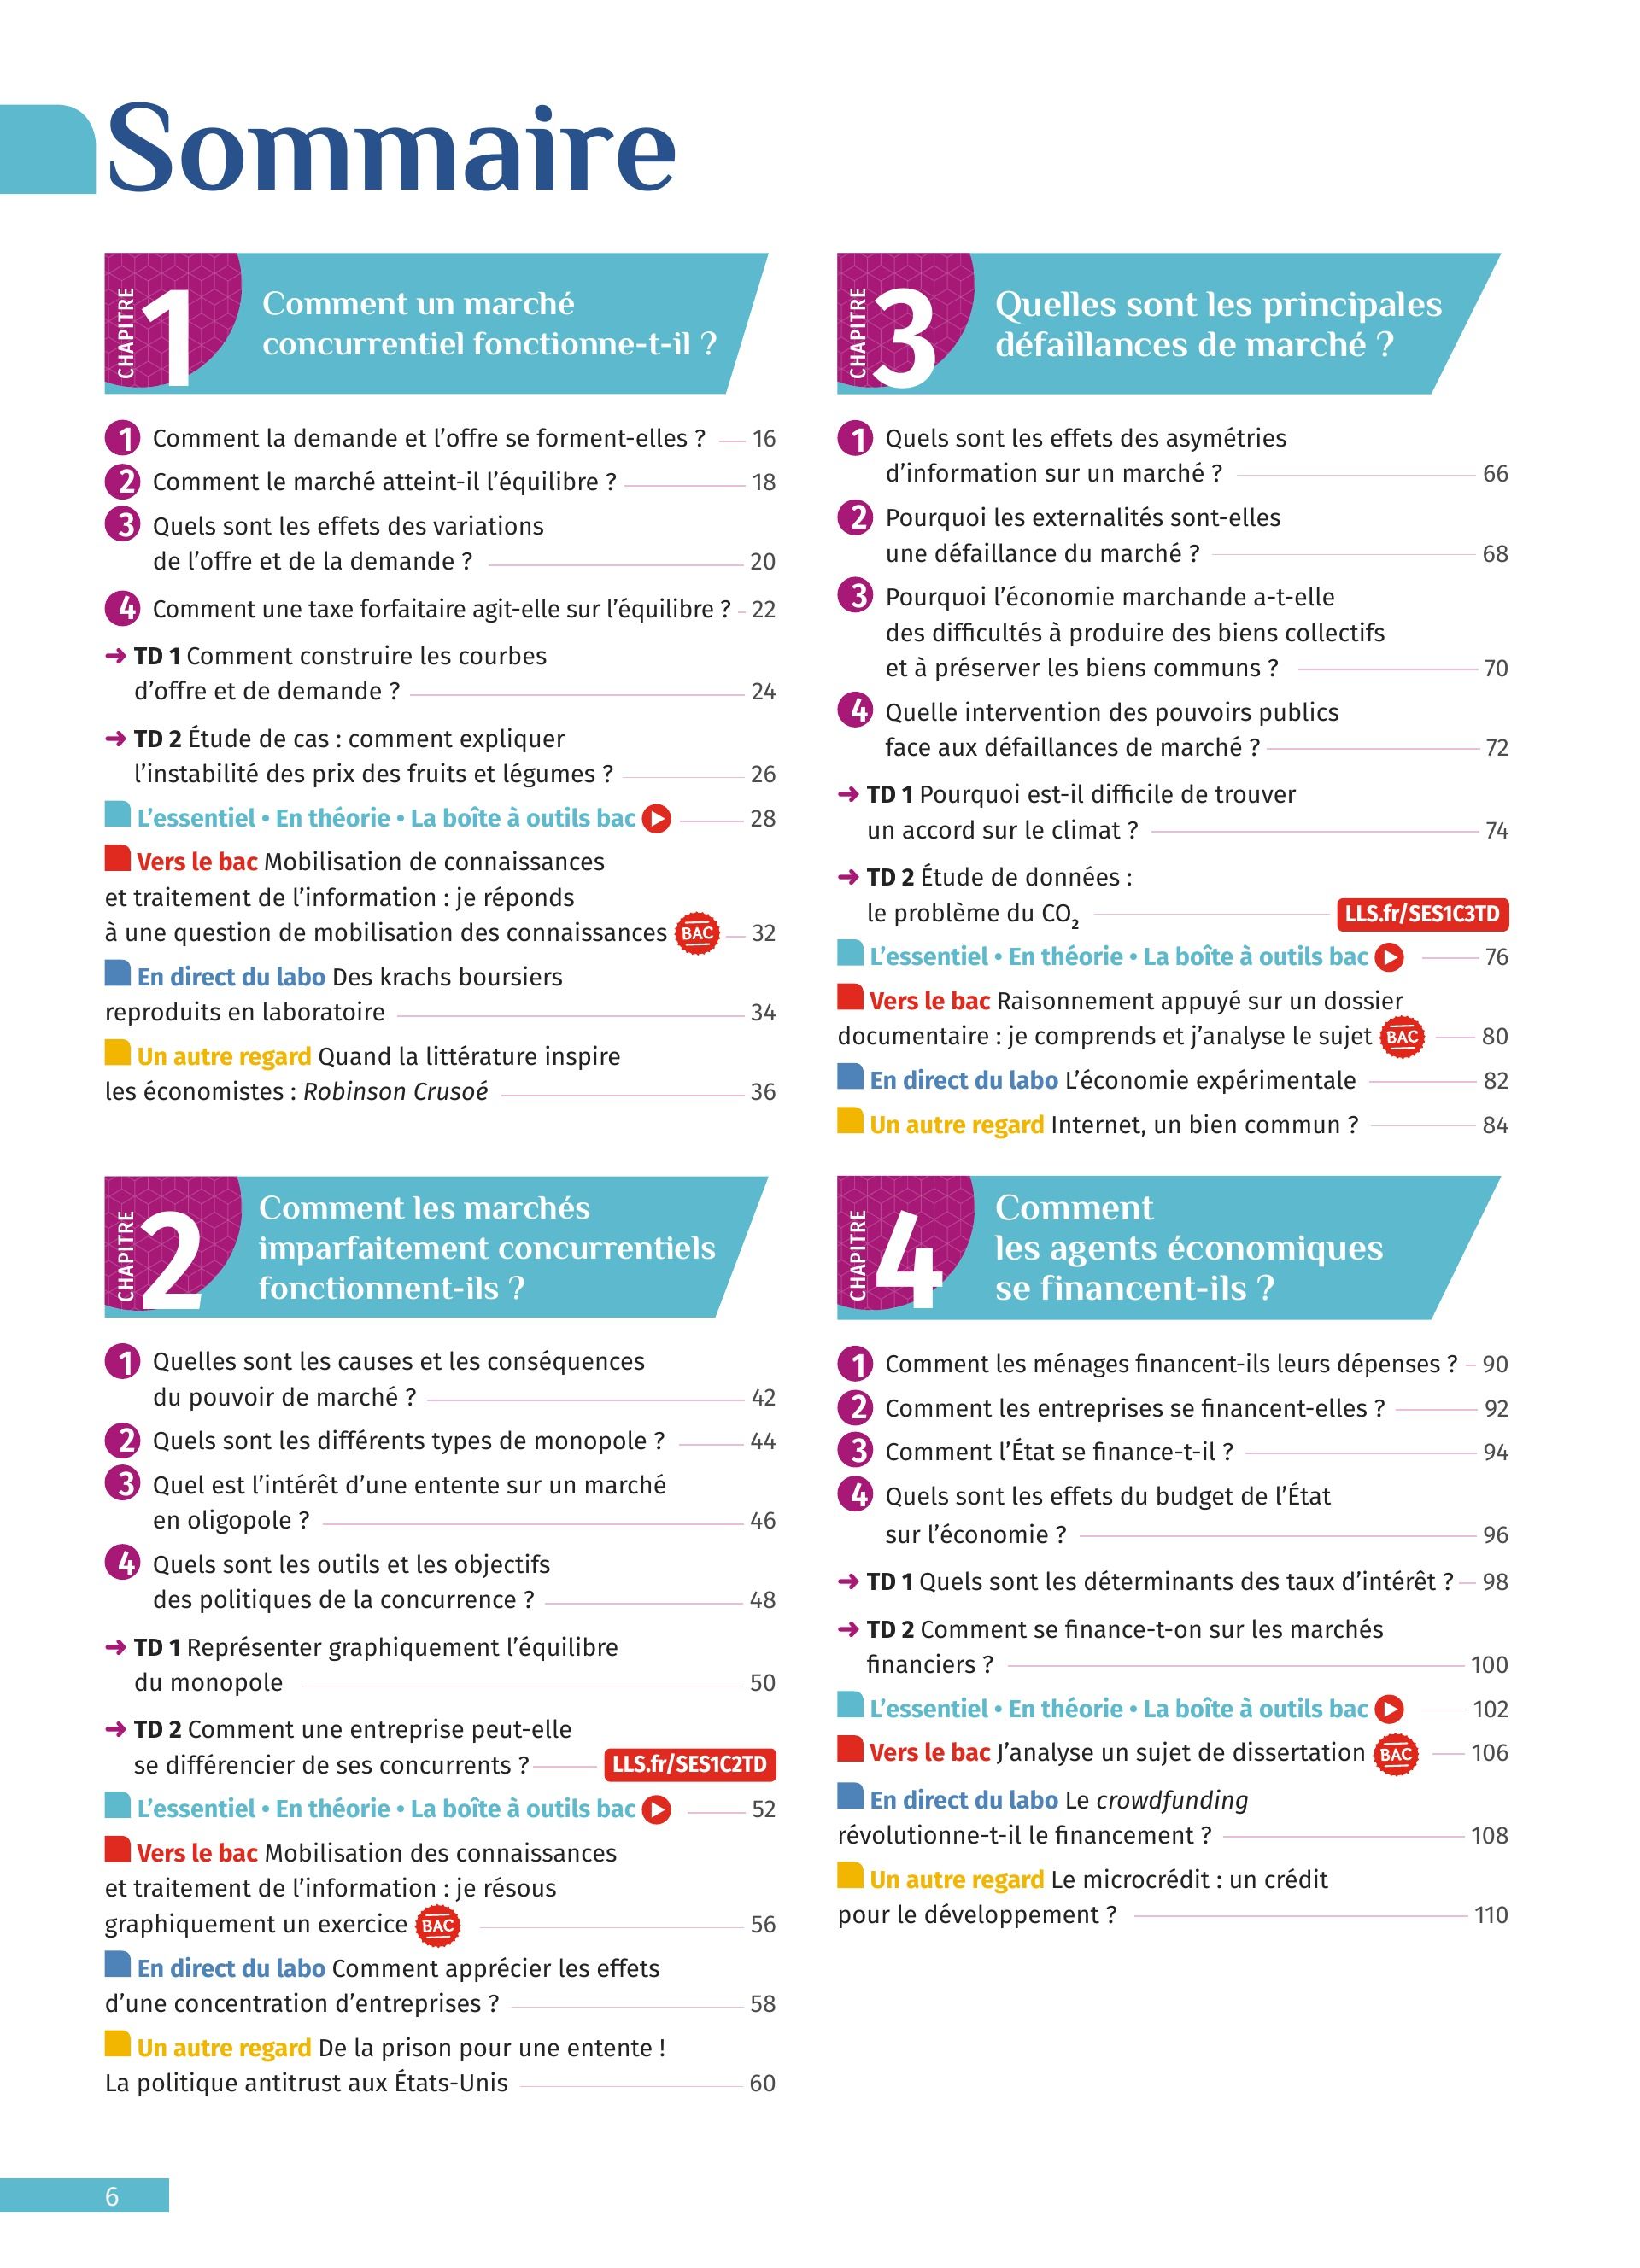 Sommaire
CHAPITRE 1
Comment un marché
concurrentiel fonctionne-t-il ?
1 Comment la demande et l’offre se forment-elles ? 16
2 Comment le marché atteint-il l’équilibre ? 18
3 Quels sont les effets des variations
de l’offre et de la demande ? 20
4 Comment une taxe forfaitaire agit-elle sur l’équilibre ? 22
➜ TD 1 Comment construire les courbes
d’offre et de demande ? 24
➜ TD 2 Étude de cas : comment expliquer
l’instabilité des prix des fruits et légumes ? 26
L’essentiel • En théorie • La boîte à outils bac 28
Vers le bac Mobilisation de connaissances
et traitement de l’information : je réponds
à une question de mobilisation des connaissances BAC 32
En direct du labo Des krachs boursiers
reproduits en laboratoire 34
Un autre regard Quand la littérature inspire
les économistes : Robinson Crusoé 36
CHAPITRE 2
Comment les marchés
imparfaitement concurrentiels
fonctionnent-ils ?
1 Quelles sont les causes et les conséquences
du pouvoir de marché ? 42
2 Quels sont les différents types de monopole ? 44
3 Quel est l’intérêt d’une entente sur un marché
en oligopole ? 46
4 Quels sont les outils et les objectifs
des politiques de la concurrence ? 48
➜ TD 1 Représenter graphiquement l’équilibre
du monopole 50
➜ TD 2 Comment une entreprise peut-elle
se différencier de ses concurrents ? LLS.fr/SES1C2TD
L’essentiel • En théorie • La boîte à outils bac 52
Vers le bac Mobilisation des connaissances
et traitement de l’information : je résous
graphiquement un exercice BAC 56
En direct du labo Comment apprécier les effets
d’une concentration d’entreprises ? 58
Un autre regard De la prison pour une entente !
La politique antitrust aux États-Unis 60
CHAPITRE 3
Quelles sont les principales
défaillances de marché ?
1 Quels sont les effets des asymétries
d’information sur un marché ? 66
2 Pourquoi les externalités sont-elles
une défaillance du marché ? 68
3 Pourquoi l’économie marchande a-t-elle
des difficultés à produire des biens collectifs
et à préserver les biens communs ? 70
4 Quelle intervention des pouvoirs publics
face aux défaillances de marché ? 72
➜ TD 1 Pourquoi est-il difficile de trouver
un accord sur le climat ? 74
➜ TD 2 Étude de données :
le problème du CO₂ LLS.fr/SES1C3TD
L’essentiel • En théorie • La boîte à outils bac 76
Vers le bac Raisonnement appuyé sur un dossier
documentaire : je comprends et j’analyse le sujet BAC 80
En direct du labo L’économie expérimentale 82
Un autre regard Internet, un bien commun ? 84
CHAPITRE 4
Comment
les agents économiques
se financent-ils ?
1 Comment les ménages financent-ils leurs dépenses ? 90
2 Comment les entreprises se financent-elles ? 92
3 Comment l’État se finance-t-il ? 94
4 Quels sont les effets du budget de l’État
sur l’économie ? 96
➜ TD 1 Quels sont les déterminants des taux d’intérêt ? 98
➜ TD 2 Comment se finance-t-on sur les marchés
financiers ? 100
L’essentiel • En théorie • La boîte à outils bac 102
Vers le bac J’analyse un sujet de dissertation BAC 106
En direct du labo Le crowdfunding
révolutionne-t-il le financement ? 108
Un autre regard Le microcrédit : un crédit
pour le développement ? 110
6